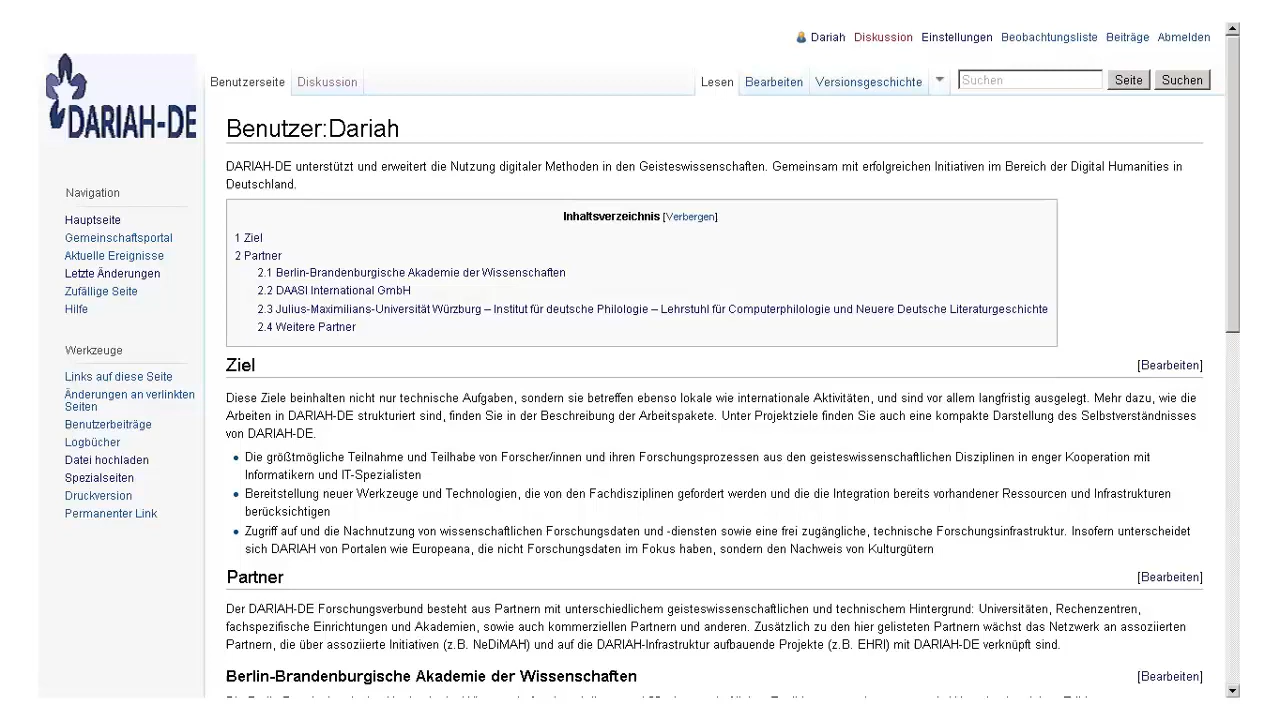 Dariah Diskussion Einstellungen Beobachtungsliste Beiträge Abmelden
DARIAH-DE
Benutzerseite Diskussion Lesen Bearbeiten Versionsgeschichte Suchen Seite Suchen
Benutzer:Dariah
DARIAH-DE unterstützt und erweitert die Nutzung digitaler Methoden in den Geisteswissenschaften. Gemeinsam mit erfolgreichen Initiativen im Bereich der Digital Humanities in
Deutschland.
Inhaltsverzeichnis [Verbergen]
1 Ziel
2 Partner
2.1 Berlin-Brandenburgische Akademie der Wissenschaften
2.2 DAASI International GmbH
2.3 Julius-Maximilians-Universität Würzburg – Institut für deutsche Philologie – Lehrstuhl für Computerphilologie und Neuere Deutsche Literaturgeschichte
2.4 Weitere Partner
Navigation
Hauptseite
Gemeinschaftsportal
Aktuelle Ereignisse
Letzte Änderungen
Zufällige Seite
Hilfe
Werkzeuge
Links auf diese Seite
Änderungen an verlinkten
Seiten
Benutzerbeiträge
Logbücher
Datei hochladen
Spezialseiten
Druckversion
Permanenter Link
Ziel [Bearbeiten]
Diese Ziele beinhalten nicht nur technische Aufgaben, sondern sie betreffen ebenso lokale wie internationale Aktivitäten, und sind vor allem langfristig ausgelegt. Mehr dazu, wie die
Arbeiten in DARIAH-DE strukturiert sind, finden Sie in der Beschreibung der Arbeitspakete. Unter Projektziele finden Sie auch eine kompakte Darstellung des Selbstverständnisses
von DARIAH-DE.
• Die größtmögliche Teilnahme und Teilhabe von Forscher/innen und ihren Forschungsprozessen aus den geisteswissenschaftlichen Disziplinen in enger Kooperation mit
Informatikern und IT-Spezialisten
• Bereitstellung neuer Werkzeuge und Technologien, die von den Fachdisziplinen gefordert werden und die die Integration bereits vorhandener Ressourcen und Infrastrukturen
berücksichtigen
• Zugriff auf und die Nachnutzung von wissenschaftlichen Forschungsdaten und -diensten sowie eine frei zugängliche, technische Forschungsinfrastruktur. Insofern unterscheidet
sich DARIAH von Portalen wie Europeana, die nicht Forschungsdaten im Fokus haben, sondern den Nachweis von Kulturgütern
Partner [Bearbeiten]
Der DARIAH-DE Forschungsverbund besteht aus Partnern mit unterschiedlichem geisteswissenschaftlichen und technischem Hintergrund: Universitäten, Rechenzentren,
fachspezifische Einrichtungen und Akademien, sowie auch kommerziellen Partnern und anderen. Zusätzlich zu den hier gelisteten Partnern wächst das Netzwerk an assoziierten
Partnern, die über assoziierte Initiativen (z.B. NeDiMAH) und auf die DARIAH-Infrastruktur aufbauende Projekte (z.B. EHRI) mit DARIAH-DE verknüpft sind.
Berlin-Brandenburgische Akademie der Wissenschaften [Bearbeiten]